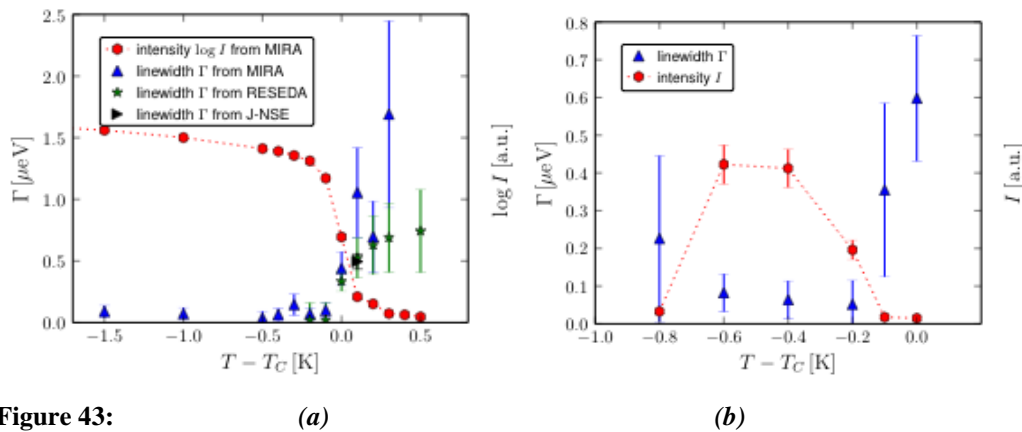 2.5
2.0
1.5
1.0
0.5
0.0
Γ [μeV]
intensity log I from MIRA
linewidth Γ from MIRA
linewidth Γ from RESEDA
linewidth Γ from J-NSE
−1.5 −1.0 −0.5 0.0 0.5
T − T_C [K]
log I [a.u.]
0.8
0.7
0.6
0.5
0.4
0.3
0.2
0.1
0.0
Γ [μeV]
linewidth Γ
intensity I
−1.0 −0.8 −0.6 −0.4 −0.2 0.0
T − T_C [K]
I [a.u.]
Figure 43: (a) (b)